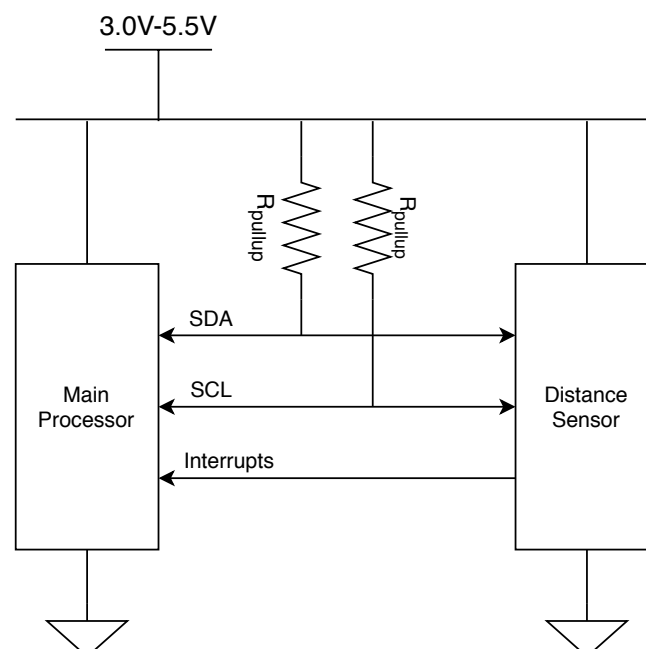 3.0V-5.5V
Rpullup
Rpullup
SDA
SCL
Interrupts
Main
Processor
Distance
Sensor